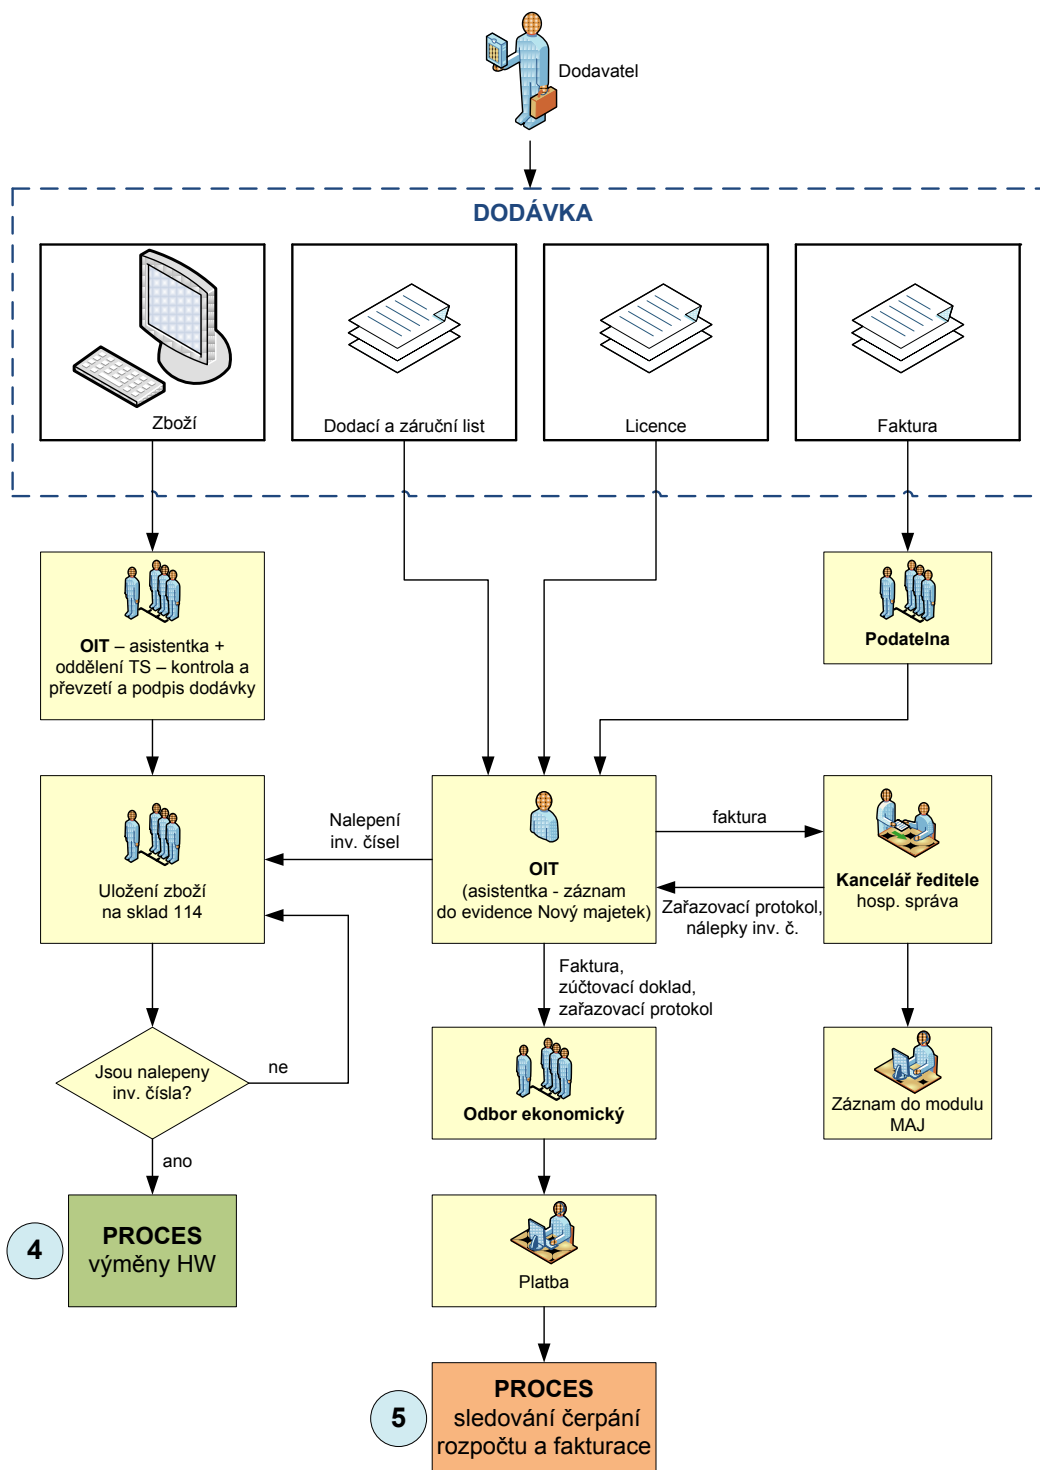 Dodavatel
DODÁVKA
Zboží
Dodací a záruční list
Licence
Faktura
OIT – asistentka +
oddělení TS – kontrola a
převzetí a podpis dodávky
Podatelna
Nalepení
inv. čísel
faktura
Uložení zboží
na sklad 114
OIT
(asistentka - záznam
do evidence Nový majetek)
Kancelář ředitele
hosp. správa
Zařazovací protokol,
nálepky inv. č.
Faktura,
zúčtovací doklad,
zařazovací protokol
Jsou nalepeny
inv. čísla?
ne
ano
Odbor ekonomický
Záznam do modulu
MAJ
4
PROCES
výměny HW
Platba
5
PROCES
sledování čerpání
rozpočtu a fakturace